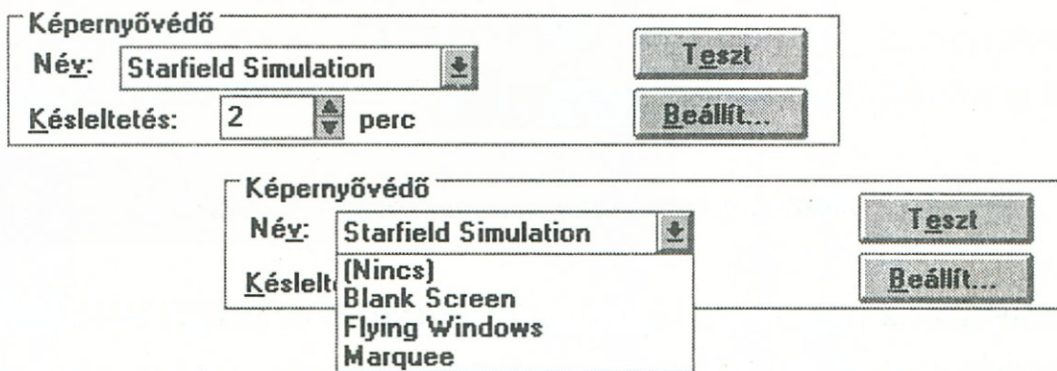 Képernyővédő
Név: Starfield Simulation Teszt
Késleltetés: 2 perc Beállít...
Képernyővédő
Név: Starfield Simulation Teszt
Késlelt Beállít...
(Nincs)
Blank Screen
Flying Windows
Marquee